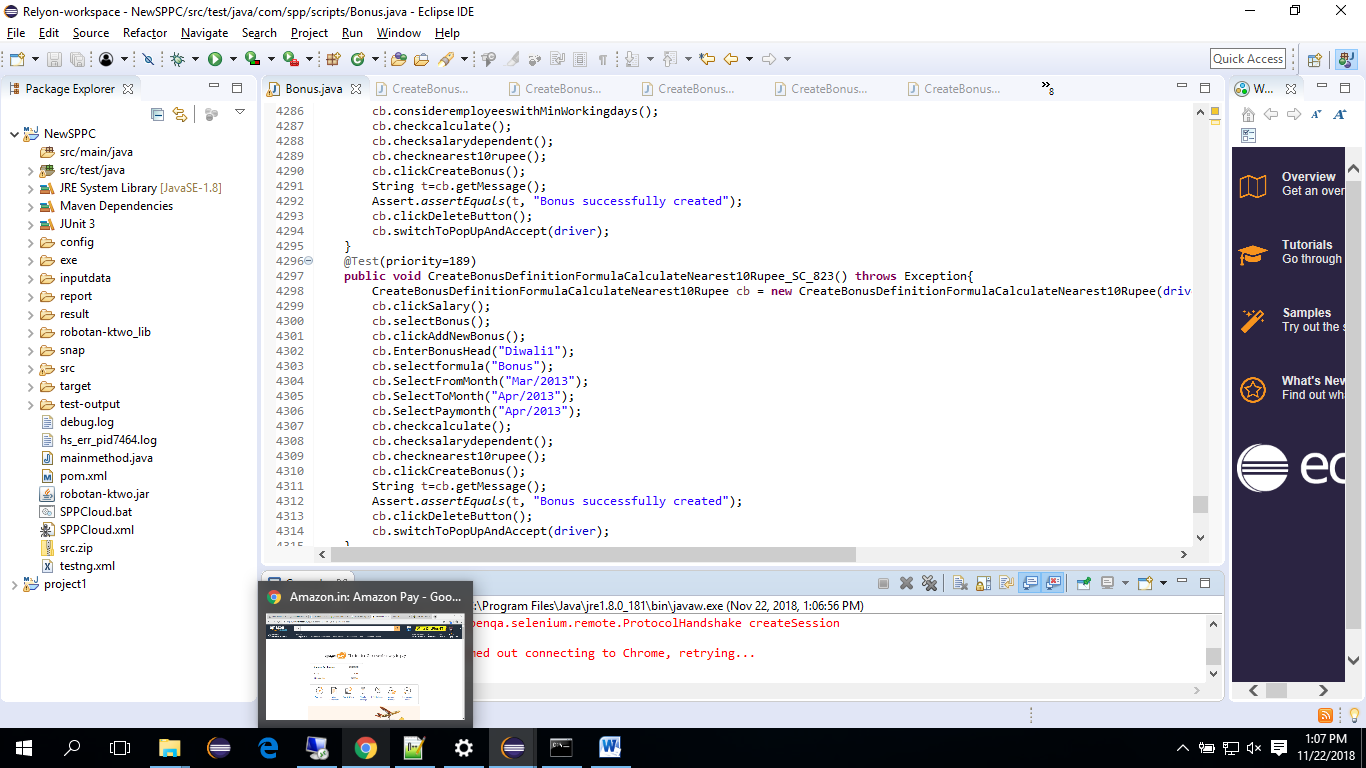 Relyon-workspace - NewSPPC/src/test/java/com/spp/scripts/Bonus.java - Eclipse IDE
File Edit Source Refactor Navigate Search Project Run Window Help
Quick Access
Package Explorer
NewSPPC
src/main/java
src/test/java
JRE System Library [JavaSE-1.8]
Maven Dependencies
JUnit 3
config
exe
inputdata
report
result
robotan-ktwo_lib
snap
src
target
test-output
debug.log
hs_err_pid7464.log
mainmethod.java
pom.xml
robotan-ktwo.jar
SPPCloud.bat
SPPCloud.xml
src.zip
testng.xml
project1
Bonus.java CreateBonus... CreateBonus... CreateBonus... CreateBonus... CreateBonus... »8
4286 cb.consideremployeeswithMinWorkingdays();
4287 cb.checkcalculate();
4288 cb.checksalarydependent();
4289 cb.checknearest10rupee();
4290 cb.clickCreateBonus();
4291 String t=cb.getMessage();
4292 Assert.assertEquals(t, "Bonus successfully created");
4293 cb.clickDeleteButton();
4294 cb.switchToPopUpAndAccept(driver);
4295 }
4296 @Test(priority=189)
4297 public void CreateBonusDefinitionFormulaCalculateNearest10Rupee_SC_823() throws Exception{
4298 CreateBonusDefinitionFormulaCalculateNearest10Rupee cb = new CreateBonusDefinitionFormulaCalculateNearest10Rupee(driv
4299 cb.clickSalary();
4300 cb.selectBonus();
4301 cb.clickAddNewBonus();
4302 cb.EnterBonusHead("Diwali1");
4303 cb.selectformula("Bonus");
4304 cb.SelectFromMonth("Mar/2013");
4305 cb.SelectToMonth("Apr/2013");
4306 cb.SelectPaymonth("Apr/2013");
4307 cb.checkcalculate();
4308 cb.checksalarydependent();
4309 cb.checknearest10rupee();
4310 cb.clickCreateBonus();
4311 String t=cb.getMessage();
4312 Assert.assertEquals(t, "Bonus successfully created");
4313 cb.clickDeleteButton();
4314 cb.switchToPopUpAndAccept(driver);
4315 }
W...
Overview
Get an over
Tutorials
Go through
Samples
Try out the s
What's New
Find out wha
ec
:\Program Files\Java\jre1.8.0_181\bin\javaw.exe (Nov 22, 2018, 1:06:56 PM)
penqa.selenium.remote.ProtocolHandshake createSession
med out connecting to Chrome, retrying...
Amazon.in: Amazon Pay - Goo...
1:07 PM
11/22/2018